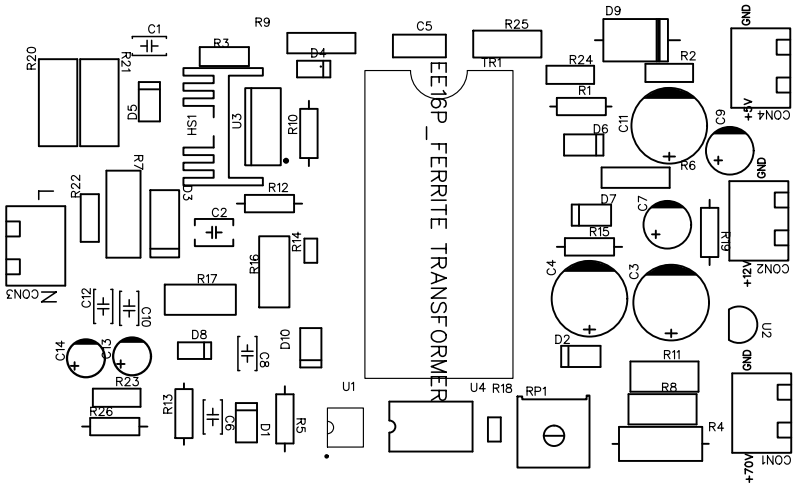 C1
R9
R20
R21
R3
D4
C5
R25
TR1
D9
GND
R24
R2
R1
+5V
CON4
D5
HS1
U3
R10
EE16P_FERRITE TRANSFORMER
D6
C11
C9
GND
R6
R7
R22
D3
R12
L
C2
R14
D7
C7
R15
R19
R16
C4
C3
+12V
CON2
R17
N
CON3
C12
C10
D8
D10
C8
C14
C13
D2
U2
GND
R11
R23
R26
R13
C6
D1
R5
U1
U4
R18
RP1
R8
R4
CON1
+70V